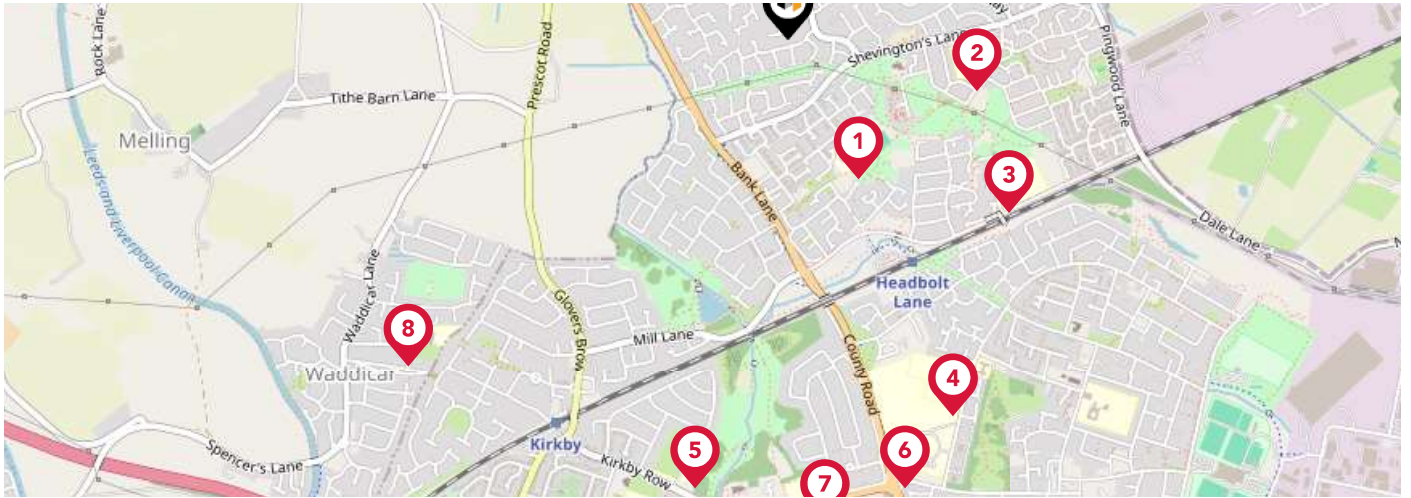 Rock Lane
Prescot Road
Shevington's Lane
2
Pingwood Lane
Tithe Barn Lane
Melling
1
Bank Lane
3
Leeds and Liverpool Canal
Dale Lane
Headbolt
Lane
Waddicar Lane
Glovers Brow
8
Mill Lane
County Road
Waddicar
4
Kirkby
Spencer's Lane
Kirkby Row
5
6
7